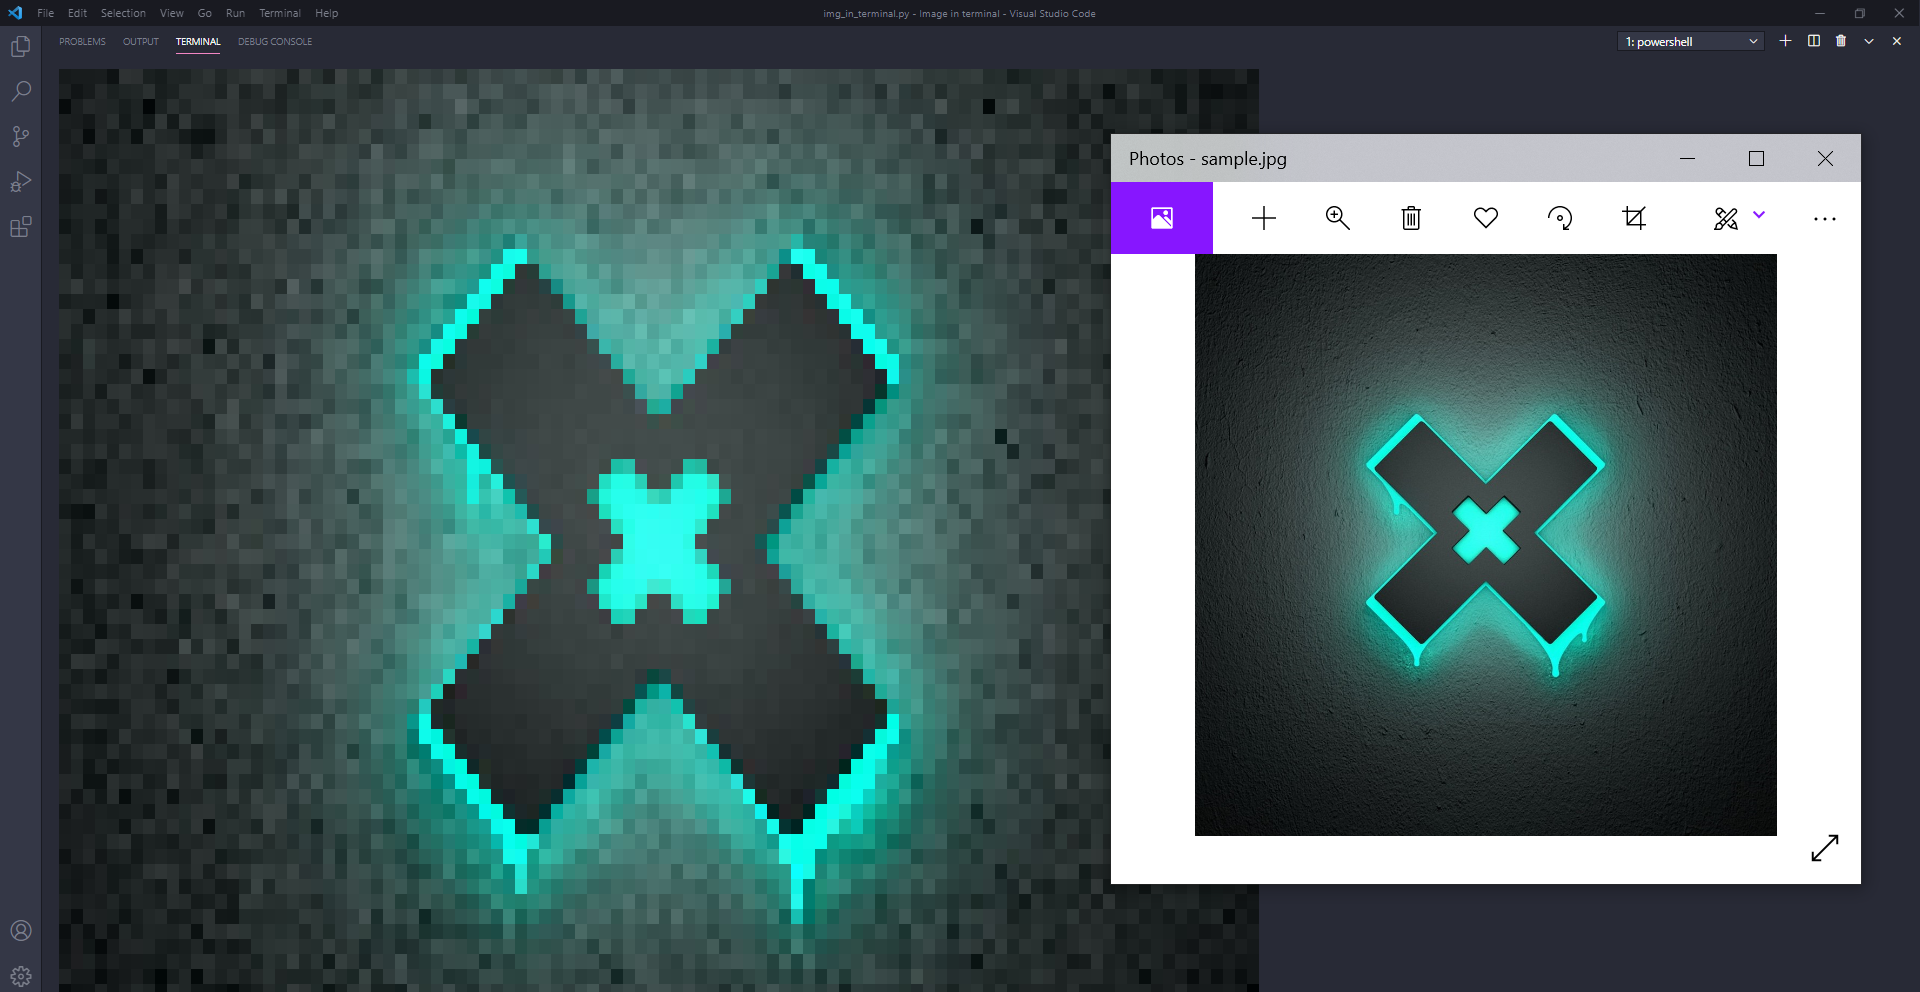 File Edit Selection View Go Run Terminal Help
img_in_terminal.py - Image in terminal - Visual Studio Code
PROBLEMS OUTPUT TERMINAL DEBUG CONSOLE
1: powershell
Photos - sample.jpg